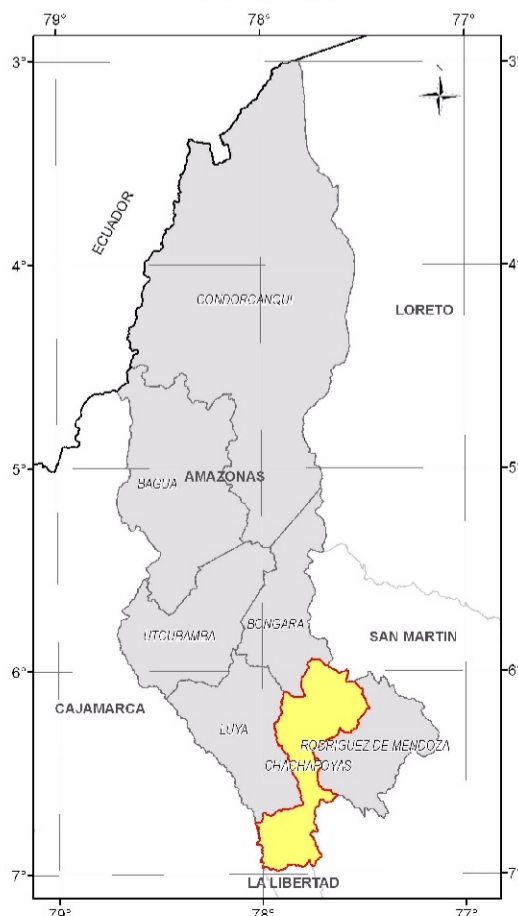 79° 78° 77°
3° 3°
ECUADOR
4° 4°
CONDORCANQUI
LORETO
5° 5°
AMAZONAS
BAGUA
BONGARA
UTCUBAMBA
SAN MARTIN
6° 6°
CAJAMARCA
LUYA
RODRIGUEZ DE MENDOZA
CHACHAPOYAS
7° 7°
LA LIBERTAD
79° 78° 77°